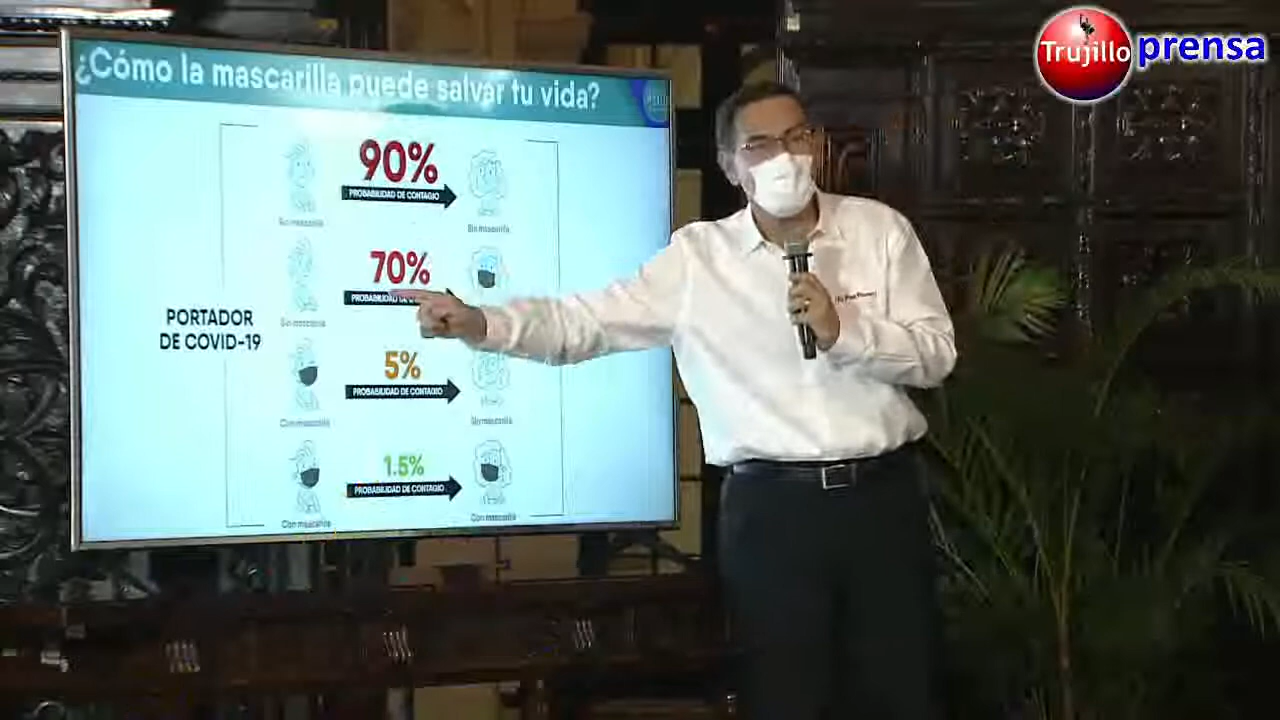 Trujillo prensa
¿Cómo la mascarilla puede salvar tu vida?
90%
PROBABILIDAD DE CONTAGIO
Sin mascarilla
Sin mascarilla
70%
PROBABILIDAD DE
Sin mascarilla
PORTADOR
DE COVID-19
5%
PROBABILIDAD DE CONTAGIO
Con mascarilla
Sin mascarilla
1.5%
PROBABILIDAD DE CONTAGIO
Con mascarilla
Con mascarilla